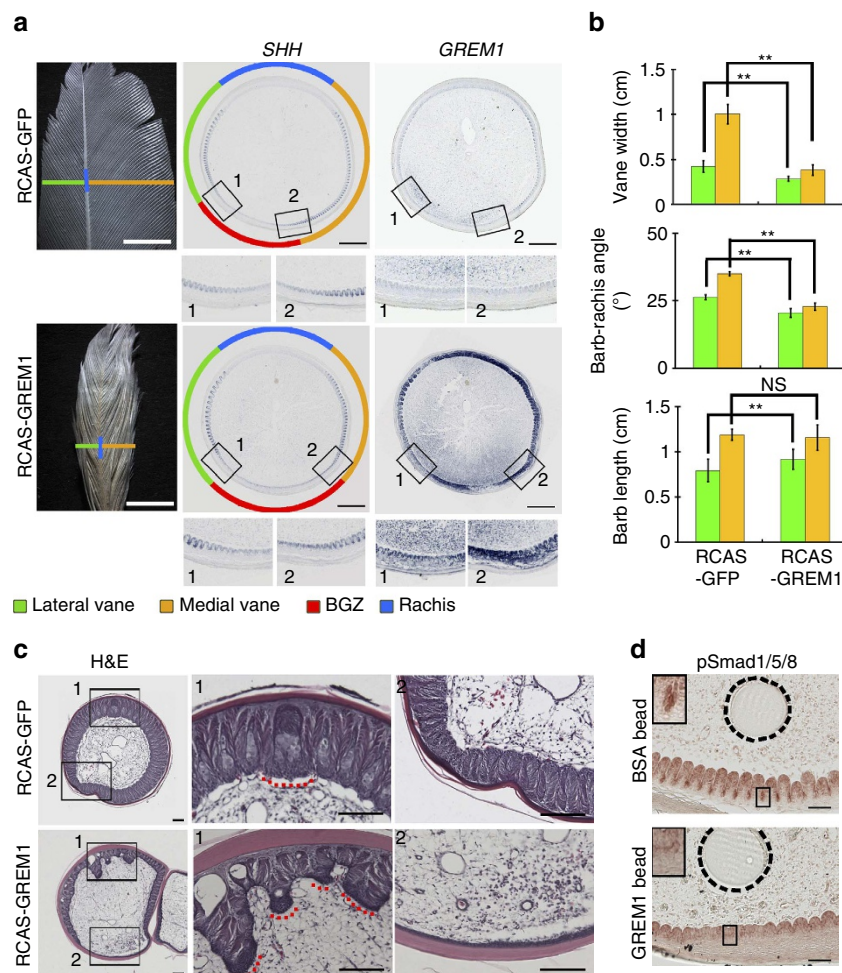 a
SHH
GREM1
RCAS-GFP
1
2
1
2
1
2
1
2
RCAS-GREM1
1
2
1
2
1
2
1
2
Lateral vane
Medial vane
BGZ
Rachis
b
Vane width (cm)
1.5
1
0.5
0
**
**
Barb-rachis angle
(°)
50
25
0
**
**
Barb length (cm)
1.5
1.0
0.5
0
NS
**
RCAS
-GFP
RCAS
-GREM1
c
H&E
RCAS-GFP
1
2
1
2
RCAS-GREM1
1
2
1
2
d
pSmad1/5/8
BSA bead
GREM1 bead